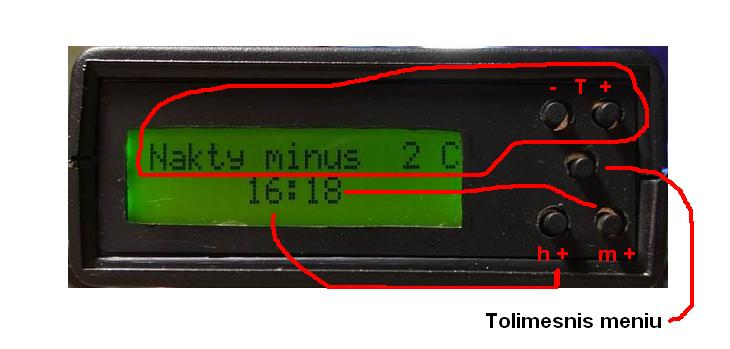 - T +
Nakty minus 2 C
16:18
h + m +
Tolimesnis meniu